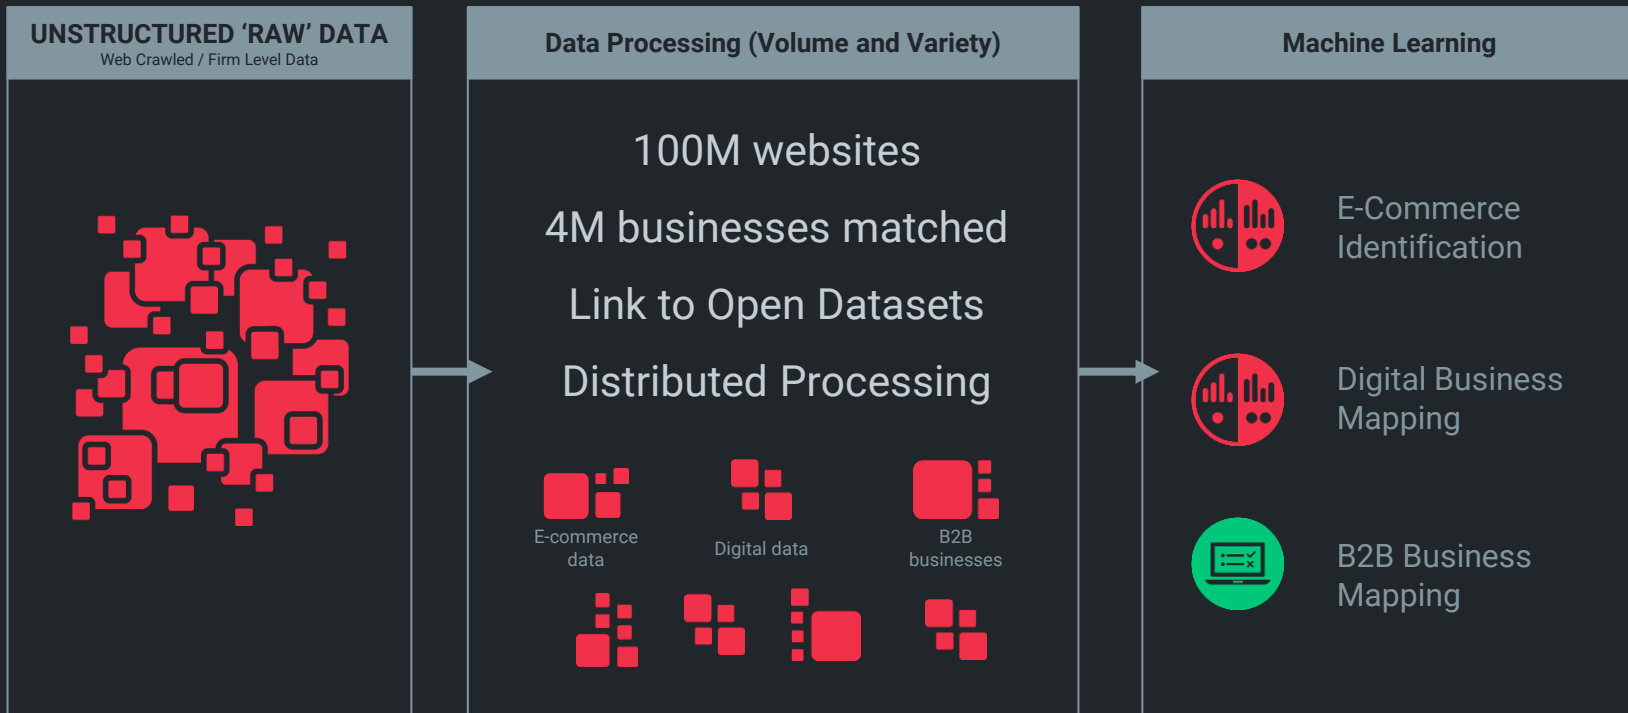 UNSTRUCTURED ‘RAW’ DATA
Web Crawled / Firm Level Data
Data Processing (Volume and Variety)
100M websites
4M businesses matched
Link to Open Datasets
Distributed Processing
E-commerce
data
Digital data
B2B
businesses
Machine Learning
E-Commerce
Identification
Digital Business
Mapping
B2B Business
Mapping